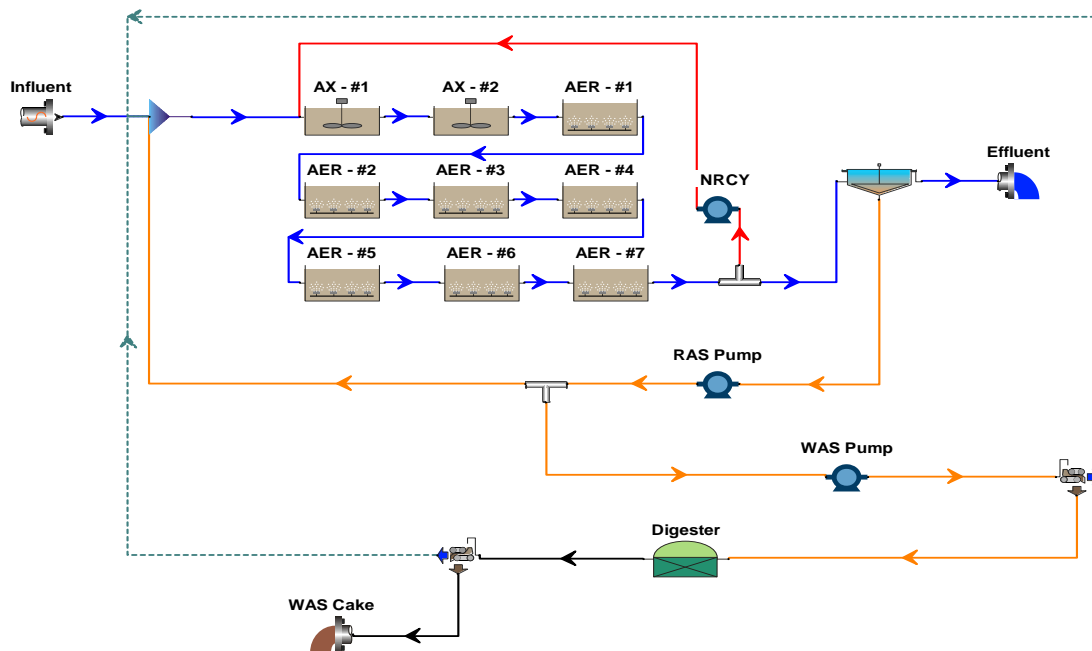 Influent
AX - #1
AX - #2
AER - #1
AER - #2
AER - #3
AER - #4
NRCY
Effluent
AER - #5
AER - #6
AER - #7
RAS Pump
WAS Pump
Digester
WAS Cake